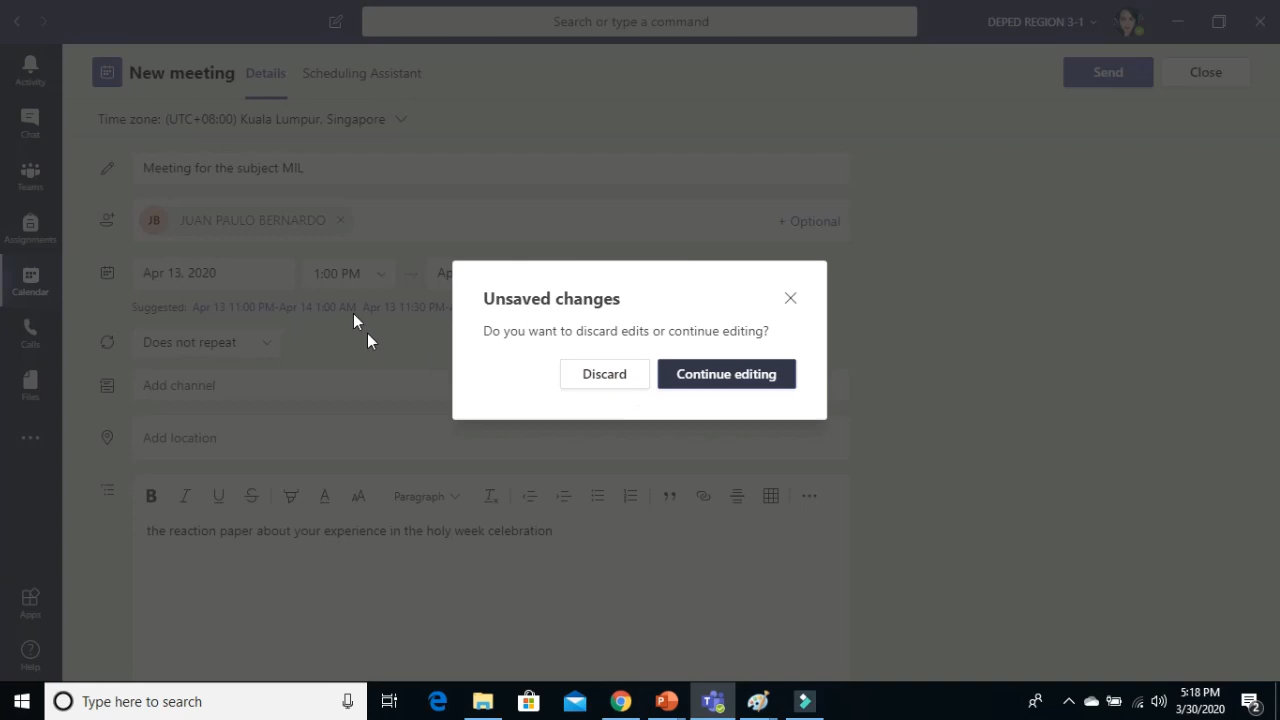 Search or type a command
DEPED REGION 3-1
Activity
Chat
Teams
Assignments
Calendar
Calls
Files
Apps
Help
New meeting
Details
Scheduling Assistant
Send
Close
Time zone: (UTC+08:00) Kuala Lumpur, Singapore
Meeting for the subject MIL
JB JUAN PAULO BERNARDO
+ Optional
Apr 13, 2020
1:00 PM
Ap
Suggested: Apr 13 11:00 PM-Apr 14 1:00 AM, Apr 13 11:30 PM-
Does not repeat
Add channel
Add location
Unsaved changes
Do you want to discard edits or continue editing?
Discard
Continue editing
B I U S A AA Paragraph
the reaction paper about your experience in the holy week celebration
Type here to search
5:18 PM
3/30/2020
2